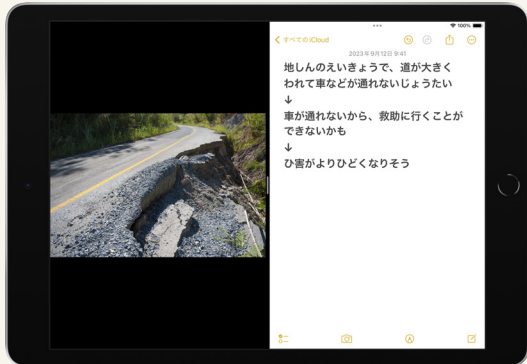 100%
すべてのiCloud
2023年9月12日 9:41
地しんのえいきょうで、道が大きく
われて車などが通れないじょうたい
↓
車が通れないから、救助に行くことが
できないかも
↓
ひ害がよりひどくなりそう